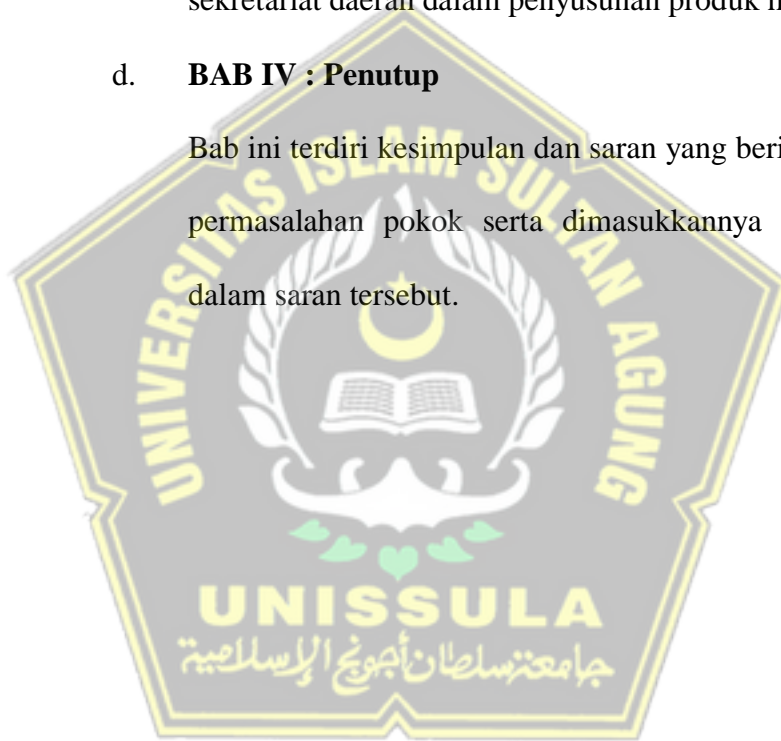 sekretariat daerah dalam penyusunan produk
d. BAB IV : Penutup
Bab ini terdiri kesimpulan dan saran yang beri
permasalahan pokok serta dimasukkannya
dalam saran tersebut.
UNIVERSITAS ISLAM SULTAN AGUNG
UNISSULA
جامعة سلطان أجونج الإسلامية